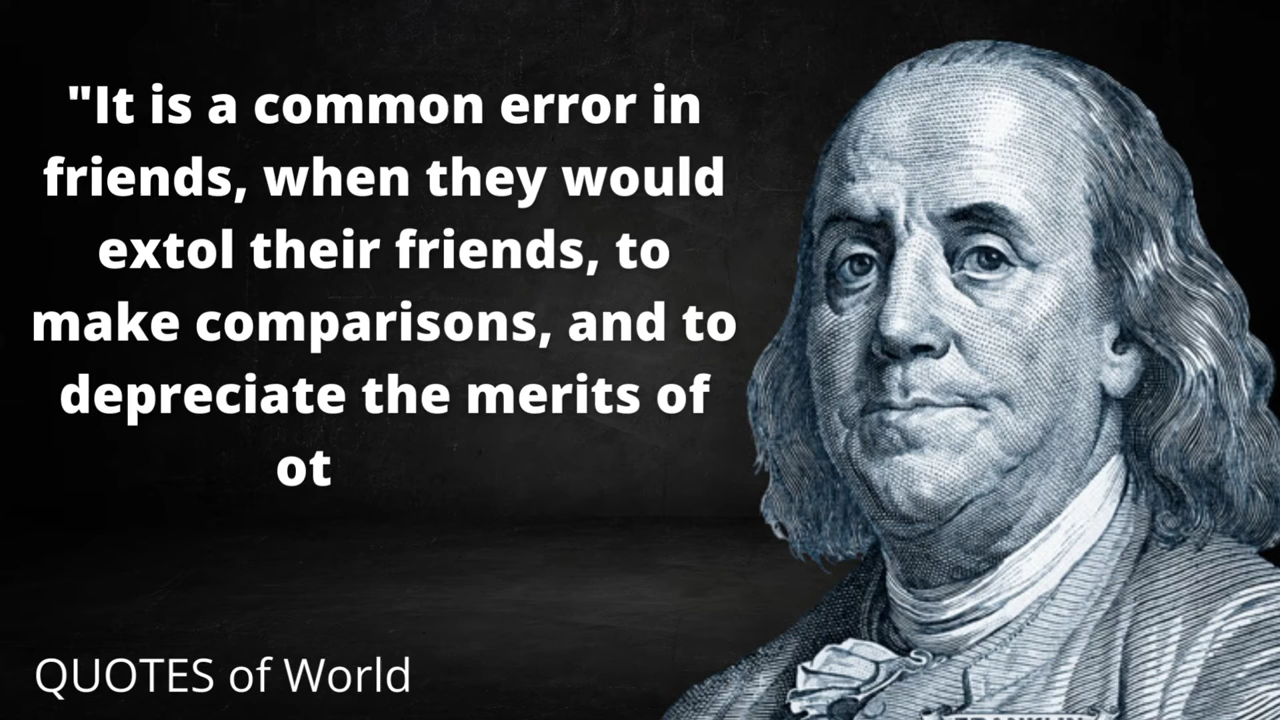 "It is a common error in
friends, when they would
extol their friends, to
make comparisons, and to
depreciate the merits of
ot
QUOTES of World